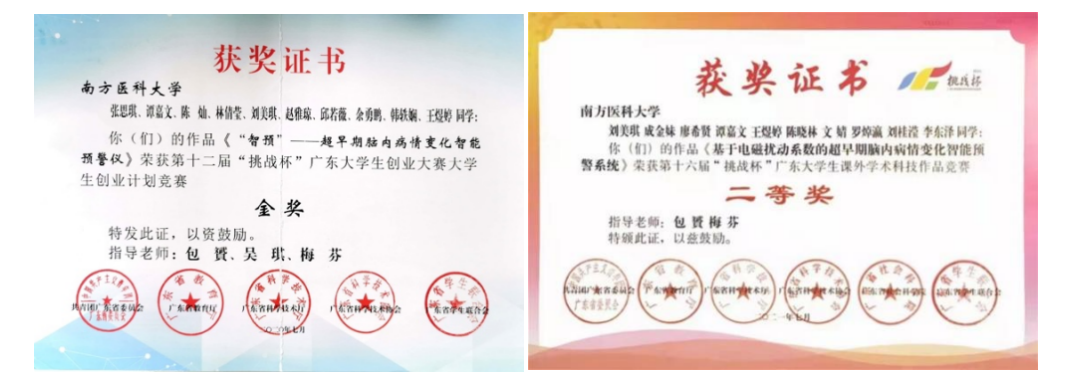 获奖证书
南方医科大学
张思琪、谭嘉文、陈 灿、林倩莹、刘美琪、赵雅琼、邱若薇、余勇鹏、韩轶娴、王煜婷 同学:
你（们）的作品《 “智预”——超早期脑内病情变化智能
预警仪》荣获第十二届“挑战杯”广东大学生创业大赛大学
生创业计划竞赛
金奖
特发此证，以资鼓励。
指导老师: 包 赟、吴 琪、梅 芬
共青团广东省委员会 广东省教育厅 广东省科学技术厅 广东省科学技术协会 广东省学生联合会
二〇二〇年七月
获奖证书
挑战杯
南方医科大学
刘美琪 成金妹 廖希贤 谭嘉文 王煜婷 陈晓林 文 婧 罗焯瀛 刘桂滢 李东泽 同学:
你（们）的作品《基于电磁扰动系数的超早期脑内病情变化智能预
警系统》荣获第十六届“挑战杯”广东大学生课外学术科技作品竞赛
二等奖
指导老师: 包 赟 梅 芬
特颁此证，以兹鼓励。
共青团广东省委员会 广东省教育厅 广东省科学技术厅 广东省科学技术协会 广东省社会科学院 广东省学生联合会
二〇二一年七月